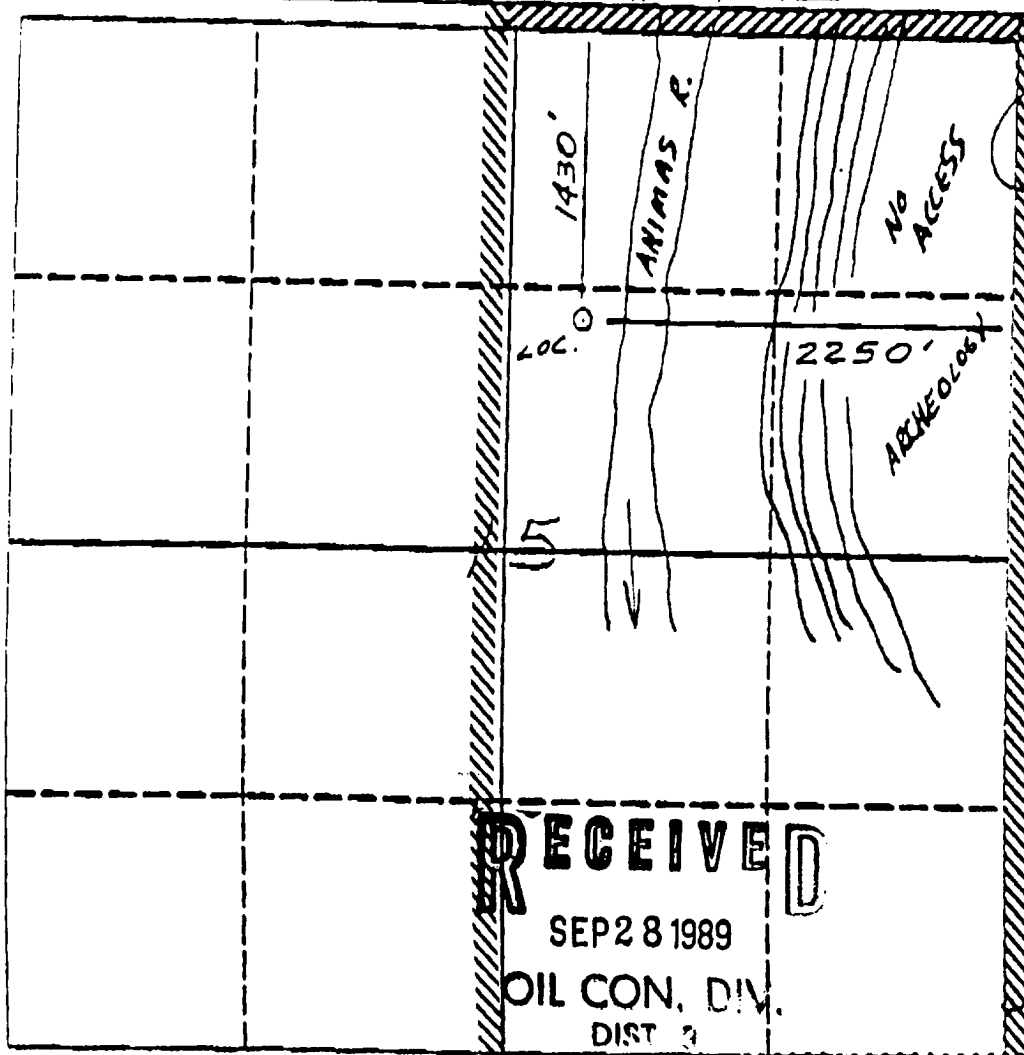 1430'
ANIMAS R.
NO
ACCESS
LOC.
2250'
ARCHEOLOGY
5
RECEIVED
SEP 28 1989
OIL CON. DIV.
DIST. 3